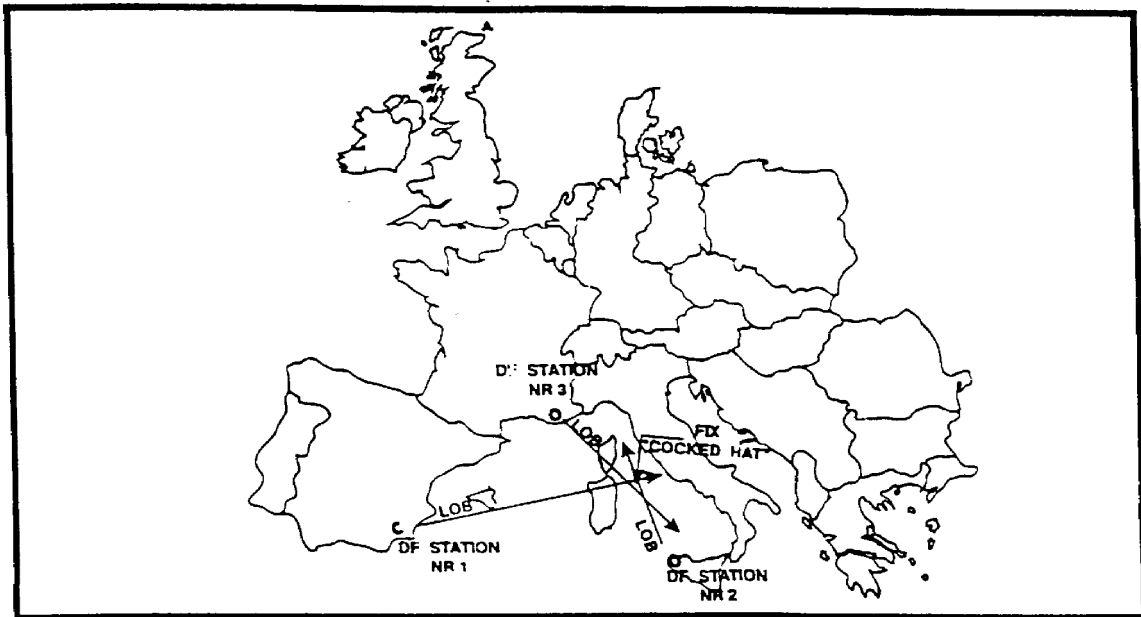 A
DF STATION
NR 3
LOB
FIX
"COCKED HAT"
LOB
C
DF STATION
NR 1
LOB
DF STATION
NR 2